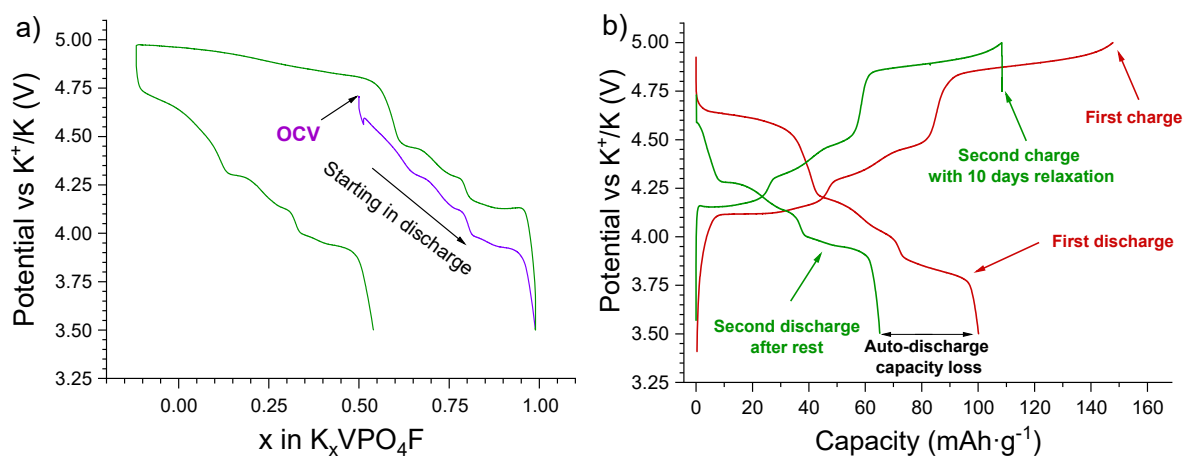 a)
Potential vs K⁺/K (V)
5.00
4.75
4.50
4.25
4.00
3.75
3.50
3.25
OCV
Starting in discharge
0.00
0.25
0.50
0.75
1.00
x in KₓVPO₄F
b)
Potential vs K⁺/K (V)
5.00
4.75
4.50
4.25
4.00
3.75
3.50
3.25
First charge
Second charge
with 10 days relaxation
First discharge
Second discharge
after rest
Auto-discharge
capacity loss
0
20
40
60
80
100
120
140
160
Capacity (mAh·g⁻¹)